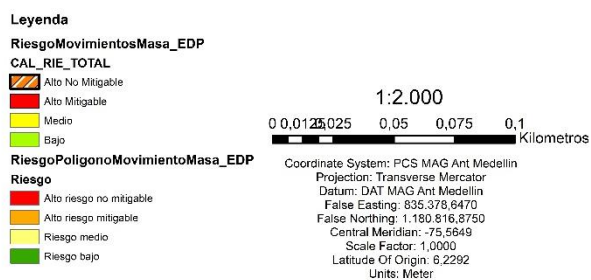 Leyenda
RiesgoMovimientosMasa_EDP
CAL_RIE_TOTAL
Alto No Mitigable
Alto Mitigable
Medio
Bajo
RiesgoPoligonoMovimientoMasa_EDP
Riesgo
Alto riesgo no mitigable
Alto riesgo mitigable
Riesgo medio
Riesgo bajo
1:2.000
0 0,0125 0,025 0,05 0,075 0,1
Kilometros
Coordinate System: PCS MAG Ant Medellin
Projection: Transverse Mercator
Datum: DAT MAG Ant Medellin
False Easting: 835.378,6470
False Northing: 1.180.816,8750
Central Meridian: -75,5649
Scale Factor: 1,0000
Latitude Of Origin: 6,2292
Units: Meter